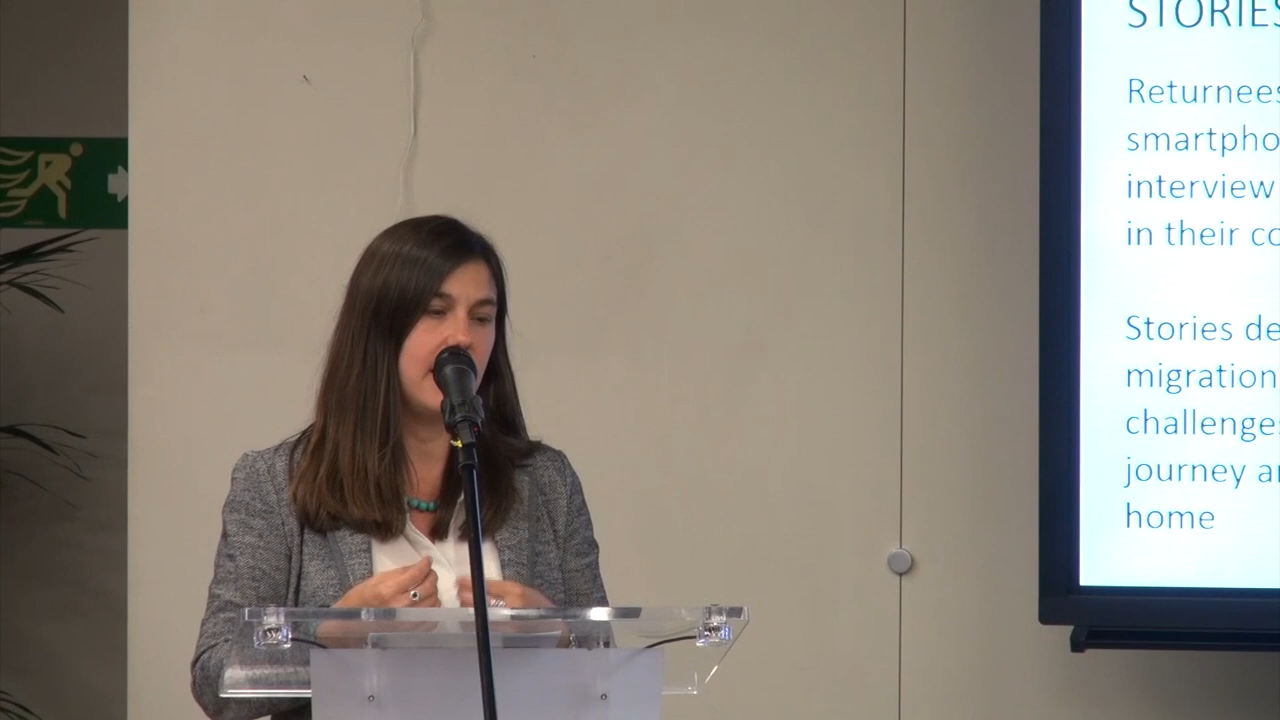 STORIES
Returnees
smartpho
interview
in their co
Stories de
migration
challenges
journey a
home